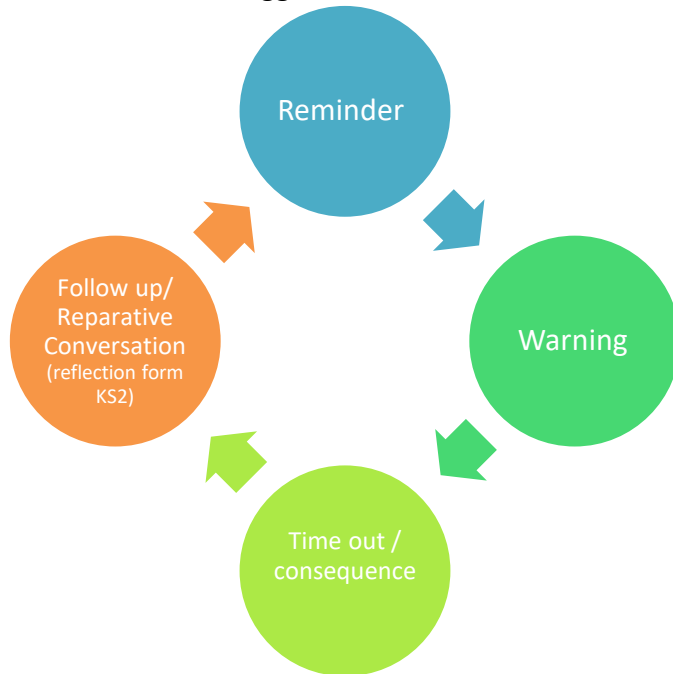 Reminder
Warning
Time out /
consequence
Follow up/
Reparative
Conversation
(reflection form
KS2)